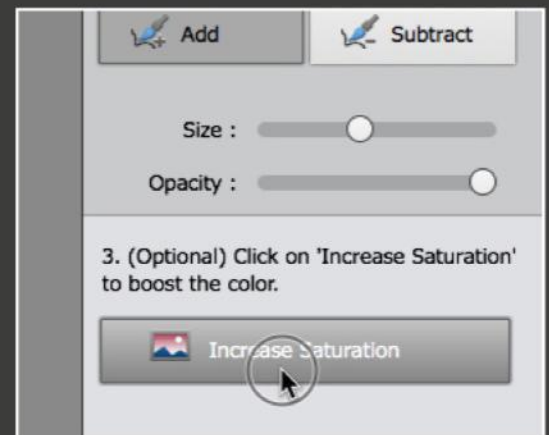 Add
Subtract
Size :
Opacity :
3. (Optional) Click on 'Increase Saturation'
to boost the color.
Increase Saturation